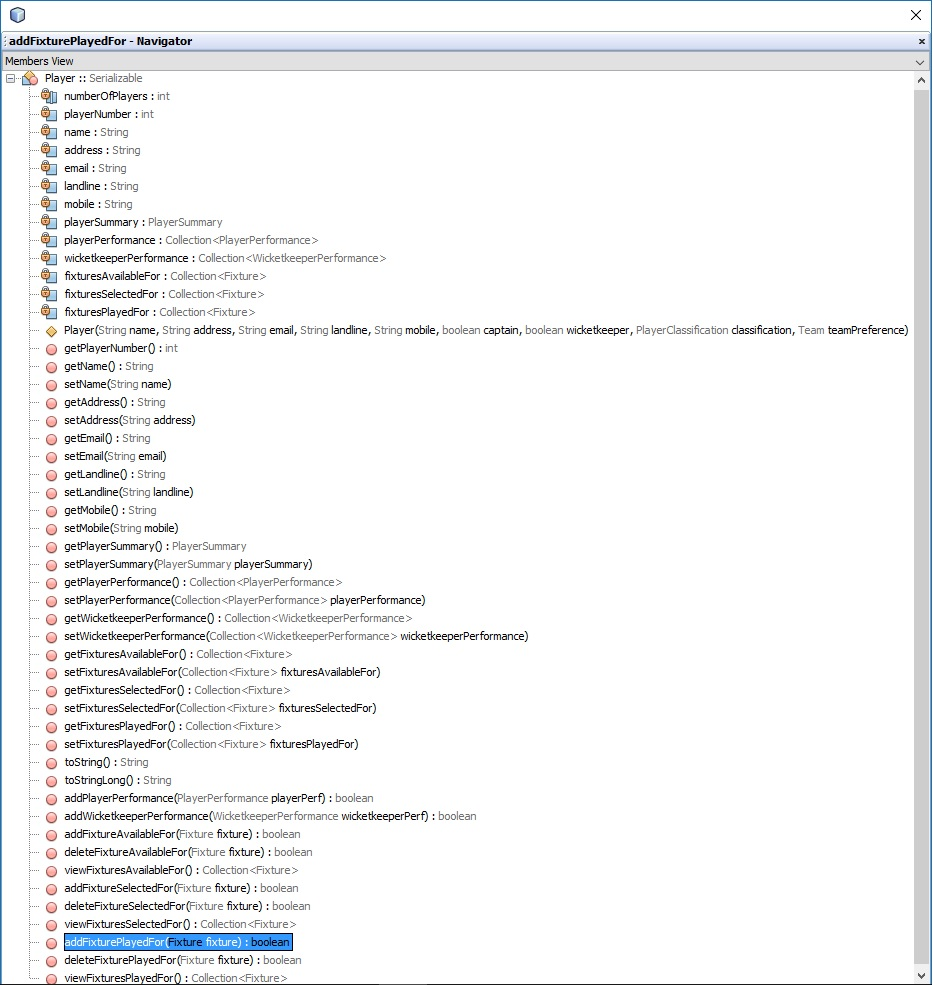 addFixturePlayedFor - Navigator
Members View
Player :: Serializable
numberOfPlayers : int
playerNumber : int
name : String
address : String
email : String
landline : String
mobile : String
playerSummary : PlayerSummary
playerPerformance : Collection<PlayerPerformance>
wicketkeeperPerformance : Collection<WicketkeeperPerformance>
fixturesAvailableFor : Collection<Fixture>
fixturesSelectedFor : Collection<Fixture>
fixturesPlayedFor : Collection<Fixture>
Player(String name, String address, String email, String landline, String mobile, boolean captain, boolean wicketkeeper, PlayerClassification classification, Team teamPreference)
getPlayerNumber() : int
getName() : String
setName(String name)
getAddress() : String
setAddress(String address)
getEmail() : String
setEmail(String email)
getLandline() : String
setLandline(String landline)
getMobile() : String
setMobile(String mobile)
getPlayerSummary() : PlayerSummary
setPlayerSummary(PlayerSummary playerSummary)
getPlayerPerformance() : Collection<PlayerPerformance>
setPlayerPerformance(Collection<PlayerPerformance> playerPerformance)
getWicketkeeperPerformance() : Collection<WicketkeeperPerformance>
setWicketkeeperPerformance(Collection<WicketkeeperPerformance> wicketkeeperPerformance)
getFixturesAvailableFor() : Collection<Fixture>
setFixturesAvailableFor(Collection<Fixture> fixturesAvailableFor)
getFixturesSelectedFor() : Collection<Fixture>
setFixturesSelectedFor(Collection<Fixture> fixturesSelectedFor)
getFixturesPlayedFor() : Collection<Fixture>
setFixturesPlayedFor(Collection<Fixture> fixturesPlayedFor)
toString() : String
toStringLong() : String
addPlayerPerformance(PlayerPerformance playerPerf) : boolean
addWicketkeeperPerformance(WicketkeeperPerformance wicketkeeperPerf) : boolean
addFixtureAvailableFor(Fixture fixture) : boolean
deleteFixtureAvailableFor(Fixture fixture) : boolean
viewFixturesAvailableFor() : Collection<Fixture>
addFixtureSelectedFor(Fixture fixture) : boolean
deleteFixtureSelectedFor(Fixture fixture) : boolean
viewFixturesSelectedFor() : Collection<Fixture>
addFixturePlayedFor(Fixture fixture) : boolean
deleteFixturePlayedFor(Fixture fixture) : boolean
viewFixturesPlayedFor() : Collection<Fixture>